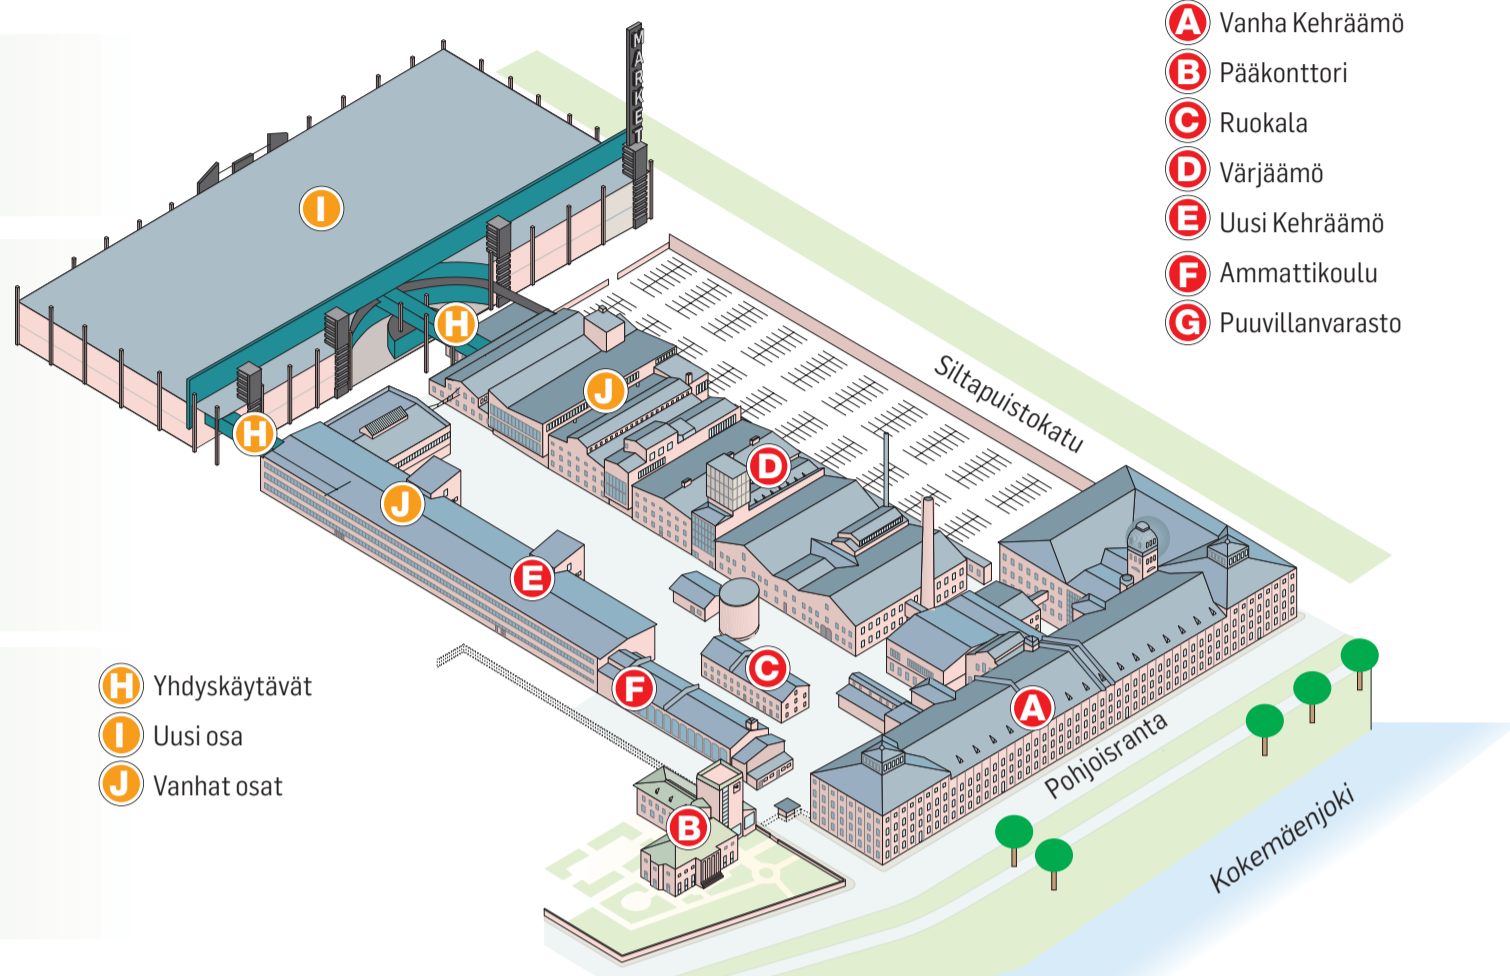 A Vanha Kehräämö
B Pääkonttori
C Ruokala
D Värjäämö
E Uusi Kehräämö
F Ammattikoulu
G Puuvillanvarasto
MARKET
I
H
H
J
J
D
E
C
F
A
B
Siltapuistokatu
Pohjoisranta
Kokemäenjoki
H Yhdyskäytävät
I Uusi osa
J Vanhat osat